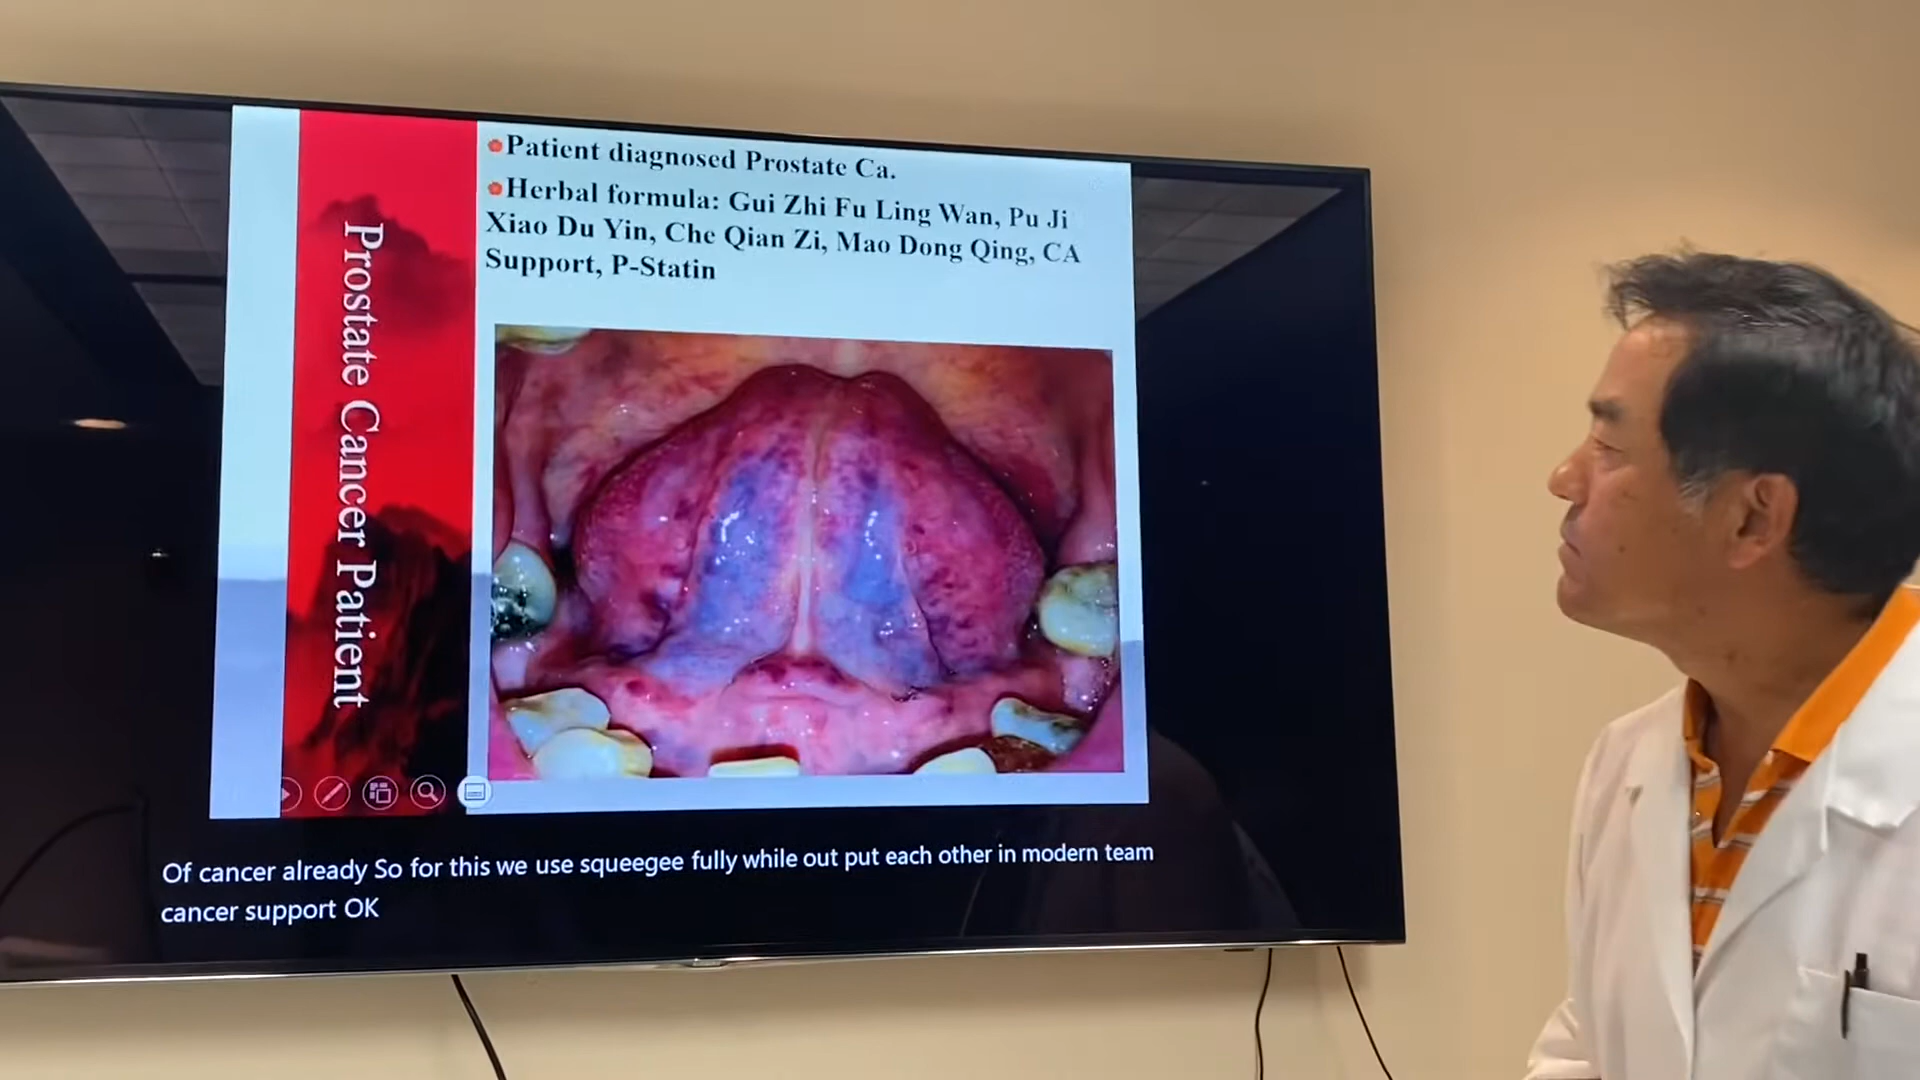 Prostate Cancer Patient
Patient diagnosed Prostate Ca.
Herbal formula: Gui Zhi Fu Ling Wan, Pu Ji
Xiao Du Yin, Che Qian Zi, Mao Dong Qing, CA
Support, P-Statin
Of cancer already So for this we use squeegee fully while out put each other in modern team
cancer support OK